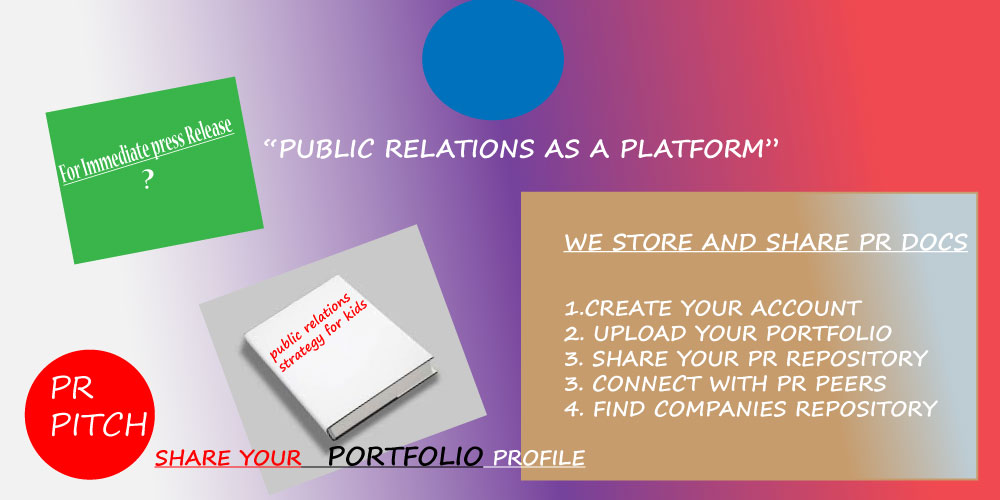 For Immediate press Release
?
“PUBLIC RELATIONS AS A PLATFORM”
WE STORE AND SHARE PR DOCS
1.CREATE YOUR ACCOUNT
2. UPLOAD YOUR PORTFOLIO
3. SHARE YOUR PR REPOSITORY
3. CONNECT WITH PR PEERS
4. FIND COMPANIES REPOSITORY
public relations
strategy for kids
PR
PITCH
SHARE YOUR PORTFOLIO PROFILE